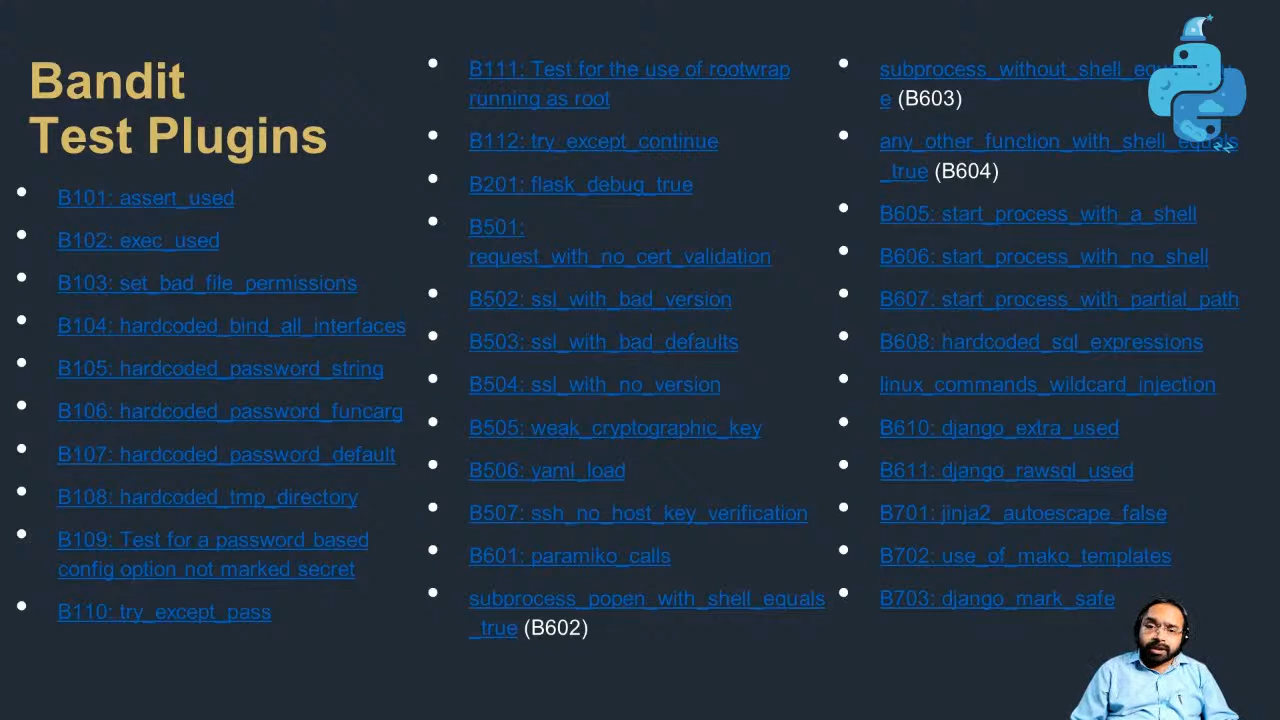 Bandit
Test Plugins
B101: assert_used
B102: exec_used
B103: set_bad_file_permissions
B104: hardcoded_bind_all_interfaces
B105: hardcoded_password_string
B106: hardcoded_password_funcarg
B107: hardcoded_password_default
B108: hardcoded_tmp_directory
B109: Test for a password based
config option not marked secret
B110: try_except_pass
B111: Test for the use of rootwrap
running as root
B112: try_except_continue
B201: flask_debug_true
B501:
request_with_no_cert_validation
B502: ssl_with_bad_version
B503: ssl_with_bad_defaults
B504: ssl_with_no_version
B505: weak_cryptographic_key
B506: yaml_load
B507: ssh_no_host_key_verification
B601: paramiko_calls
subprocess_popen_with_shell_equals
_true (B602)
e (B603)
any_other_function_with_shell_equals
_true (B604)
B605: start_process_with_a_shell
B606: start_process_with_no_shell
B607: start_process_with_partial_path
B608: hardcoded_sql_expressions
linux_commands_wildcard_injection
B610: django_extra_used
B611: django_rawsql_used
B701: jinja2_autoescape_false
B702: use_of_mako_templates
B703: django_mark_safe